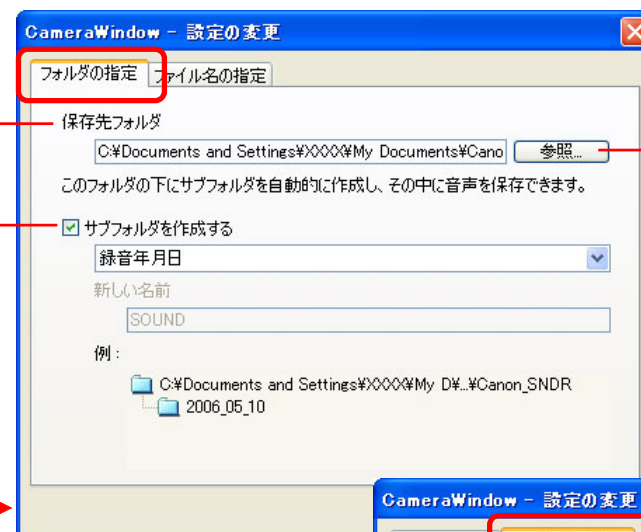 CameraWindow - 設定の変更
フォルダの指定 ファイル名の指定
保存先フォルダ
C:¥Documents and Settings¥XXXX¥My Documents¥Cano 参照...
このフォルダの下にサブフォルダを自動的に作成し、その中に音声を保存できます。
サブフォルダを作成する
録音年月日
新しい名前
SOUND
例:
C:¥Documents and Settings¥XXXX¥My D¥...¥Canon_SNDR
2006_05_10
CameraWindow - 設定の変更